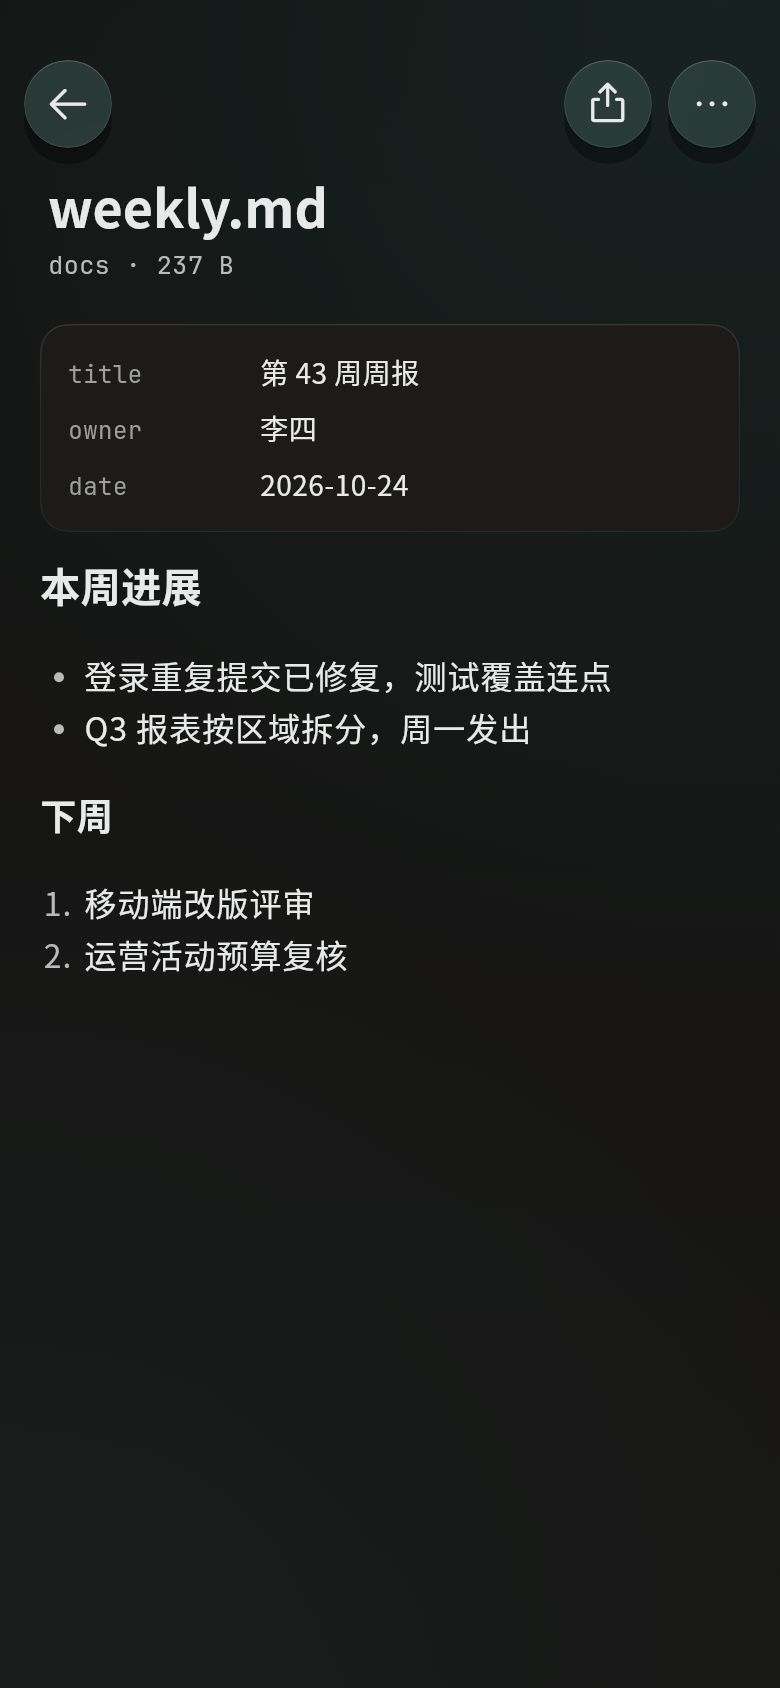 weekly.md
docs · 237 B
title 第 43 周周报
owner 李四
date 2026-10-24
本周进展
• 登录重复提交已修复，测试覆盖连点
• Q3 报表按区域拆分，周一发出
下周
1. 移动端改版评审
2. 运营活动预算复核